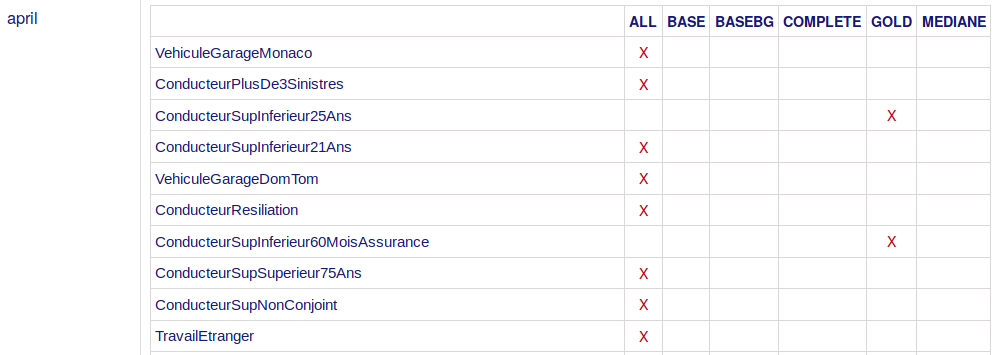 april
ALL BASE BASEBG COMPLETE GOLD MEDIANE
VehiculeGarageMonaco X
ConducteurPlusDe3Sinistres X
ConducteurSupInferieur25Ans X
ConducteurSupInferieur21Ans X
VehiculeGarageDomTom X
ConducteurResiliation X
ConducteurSupInferieur60MoisAssurance X
ConducteurSupSuperieur75Ans X
ConducteurSupNonConjoint X
TravailEtranger X